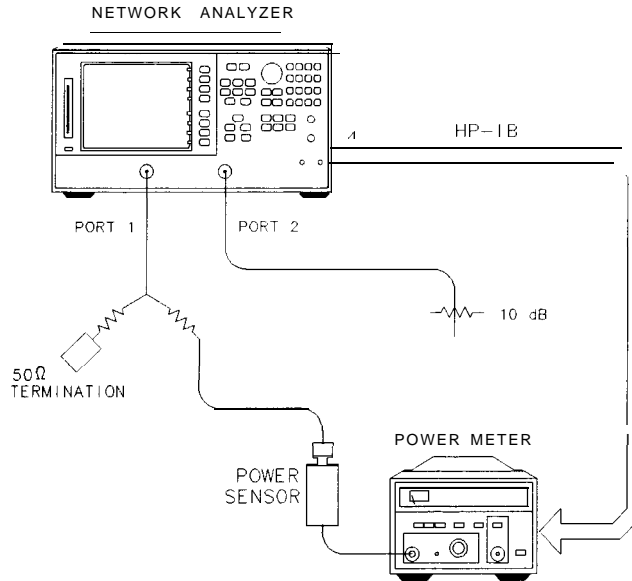 NETWORK ANALYZER
HP-IB
PORT 1
PORT 2
10 dB
50Ω
TERMINATION
POWER METER
POWER
SENSOR